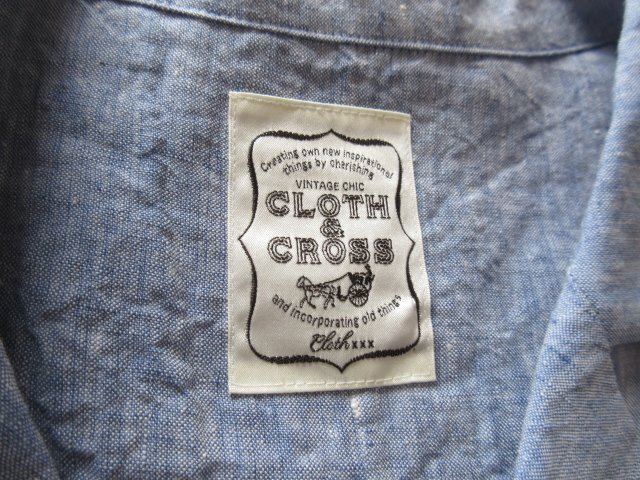 Creating own new inspirational
things by cherishing
VINTAGE CHIC
CLOTH
&
CROSS
and incorporating old things
Cloth xxx